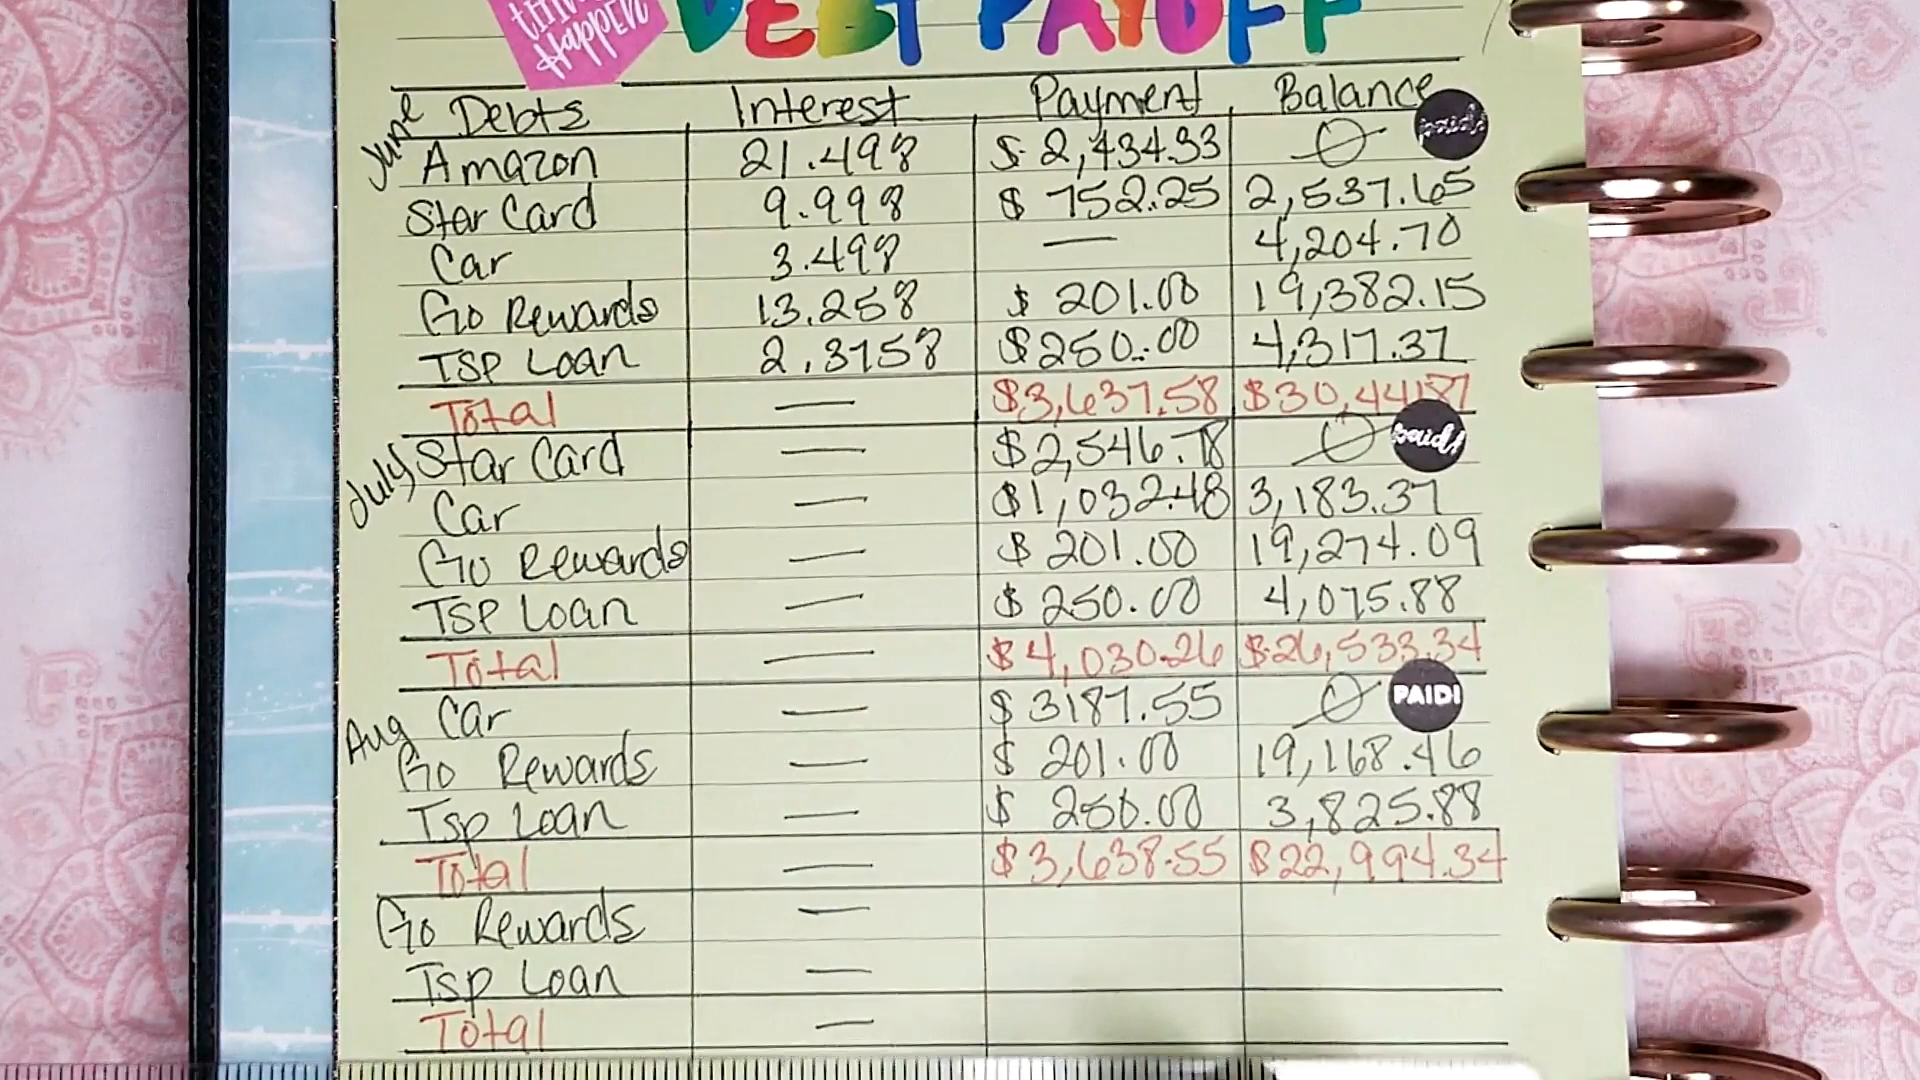 things
Happen
DEBT PAYOFF
June Debts Interest Payment Balance
Amazon 21.49% $ 2,434.33 0 paid!
Star Card 9.99% $ 752.25 2,537.65
Car 3.49% — 4,204.70
Go Rewards 13.25% $ 201.00 19,382.15
TSP Loan 2.375% $250.00 4,317.37
Total — $3,637.58 $30,441.87
July Star Card — $2,546.78 0 paid!
Car — $1,032.48 3,183.37
Go Rewards — $ 201.00 19,274.09
TSP Loan — $ 250.00 4,075.88
Total — $4,030.26 $26,533.34
Aug Car — $ 3187.55 0 PAID!
Go Rewards — $ 201.00 19,168.46
Tsp Loan — $ 250.00 3,825.88
Total — $3,638.55 $22,994.34
Go Rewards —
Tsp Loan —
Total —